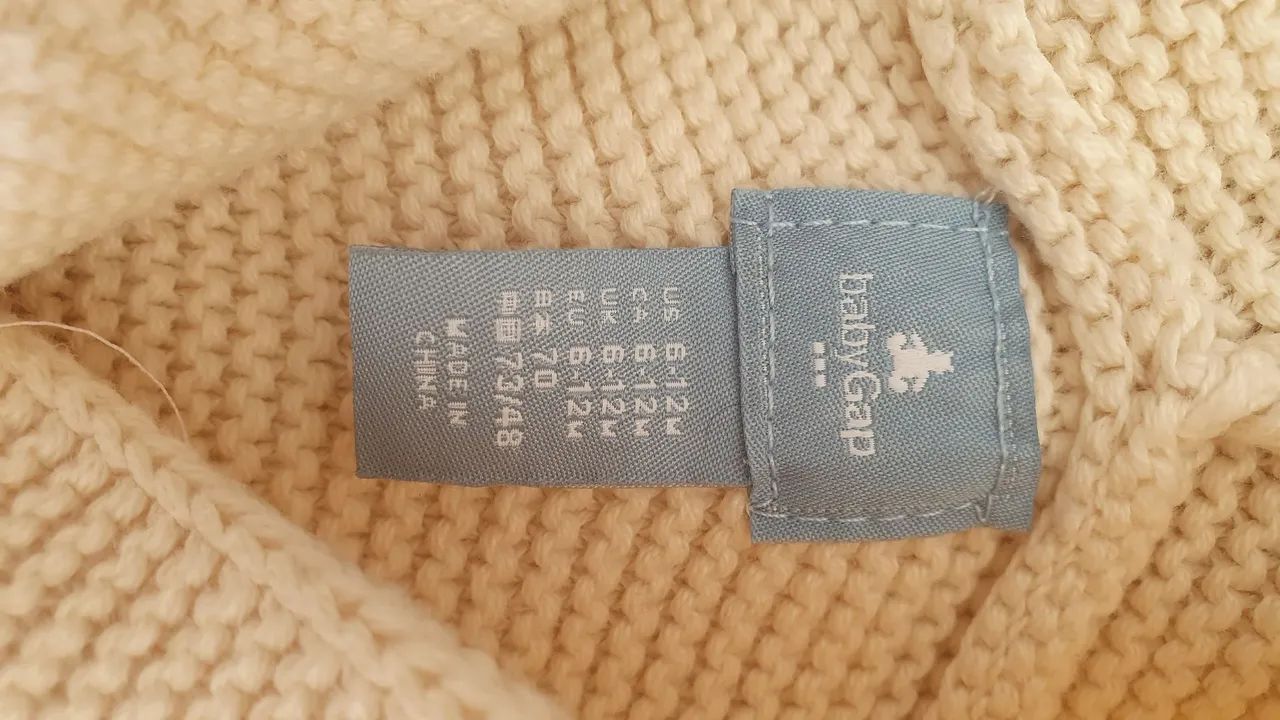 babyGap
US 6-12M
CA 6-12M
UK 6-12M
EU 6-12M
日本 70
中国 73/48
MADE IN
CHINA